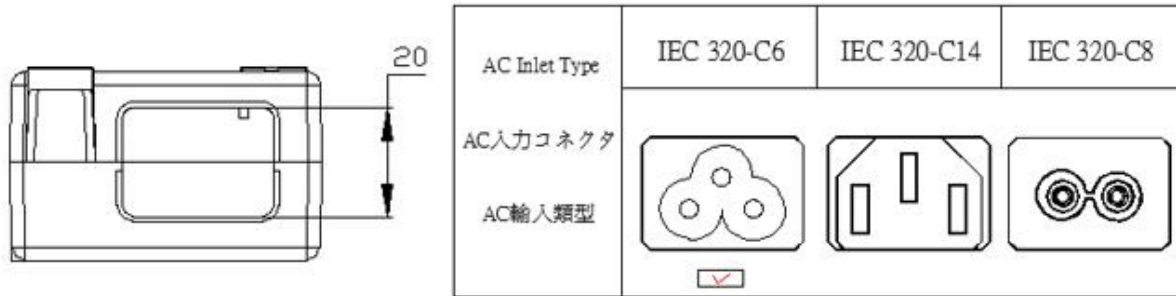 20
AC Inlet Type
IEC 320-C6
IEC 320-C14
IEC 320-C8
AC入力コネクタ
AC輸入類型